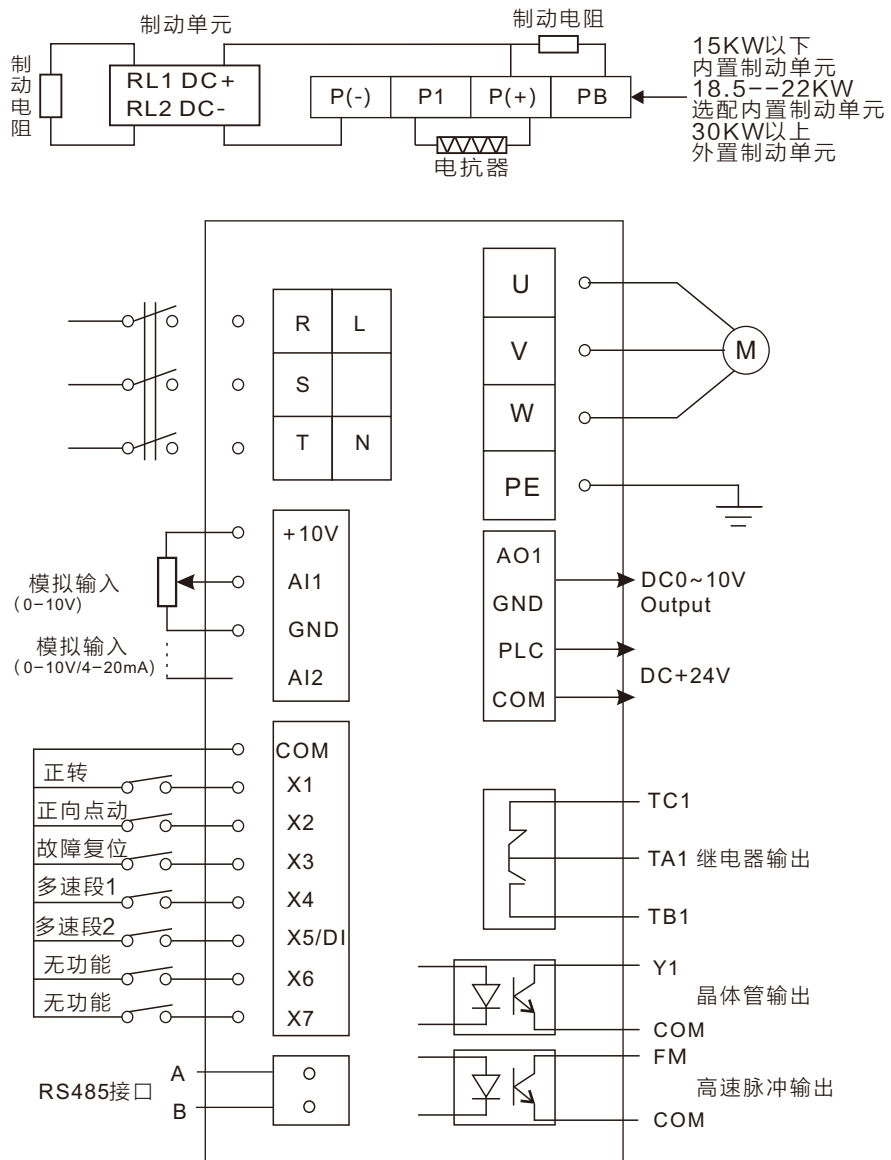 制动单元
制动电阻
制动电阻
RL1 DC+
RL2 DC-
P(-) P1 P(+) PB
15KW以下
内置制动单元
18.5--22KW
选配内置制动单元
30KW以上
外置制动单元
电抗器
R L
S
T N
U
V
W
PE
M
+10V
AI1
GND
AI2
模拟输入
(0-10V)
模拟输入
(0-10V/4-20mA)
AO1
GND
PLC
COM
DC0~10V
Output
DC+24V
COM
正转
X1
正向点动
X2
故障复位
X3
多速段1
X4
多速段2
X5/DI
无功能
X6
无功能
X7
TC1
TA1 继电器输出
TB1
Y1
晶体管输出
COM
FM
高速脉冲输出
COM
RS485接口
A
B